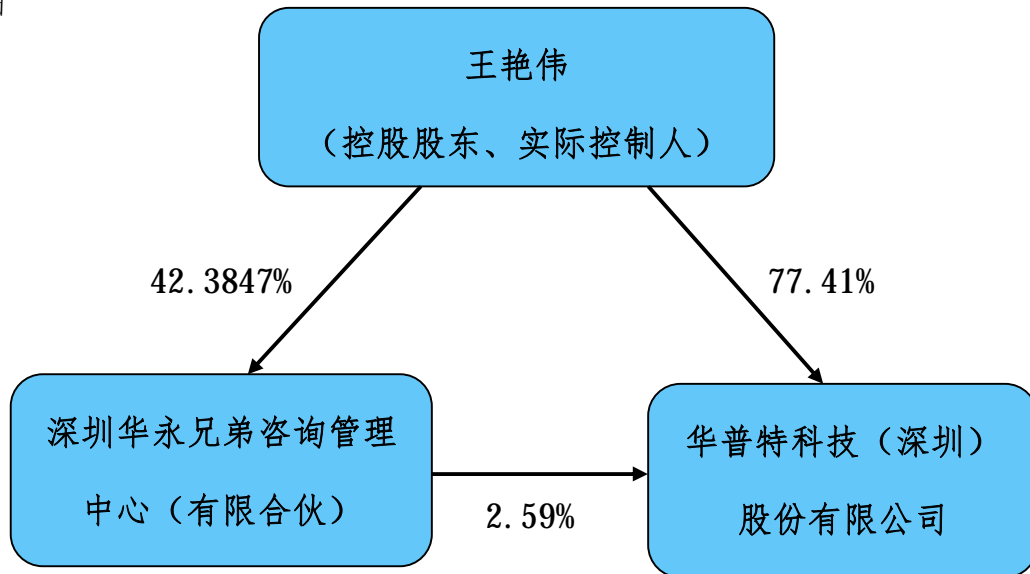 王艳伟
（控股股东、实际控制人）
42.3847%
77.41%
深圳华永兄弟咨询管理
中心（有限合伙）
2.59%
华普特科技（深圳）
股份有限公司